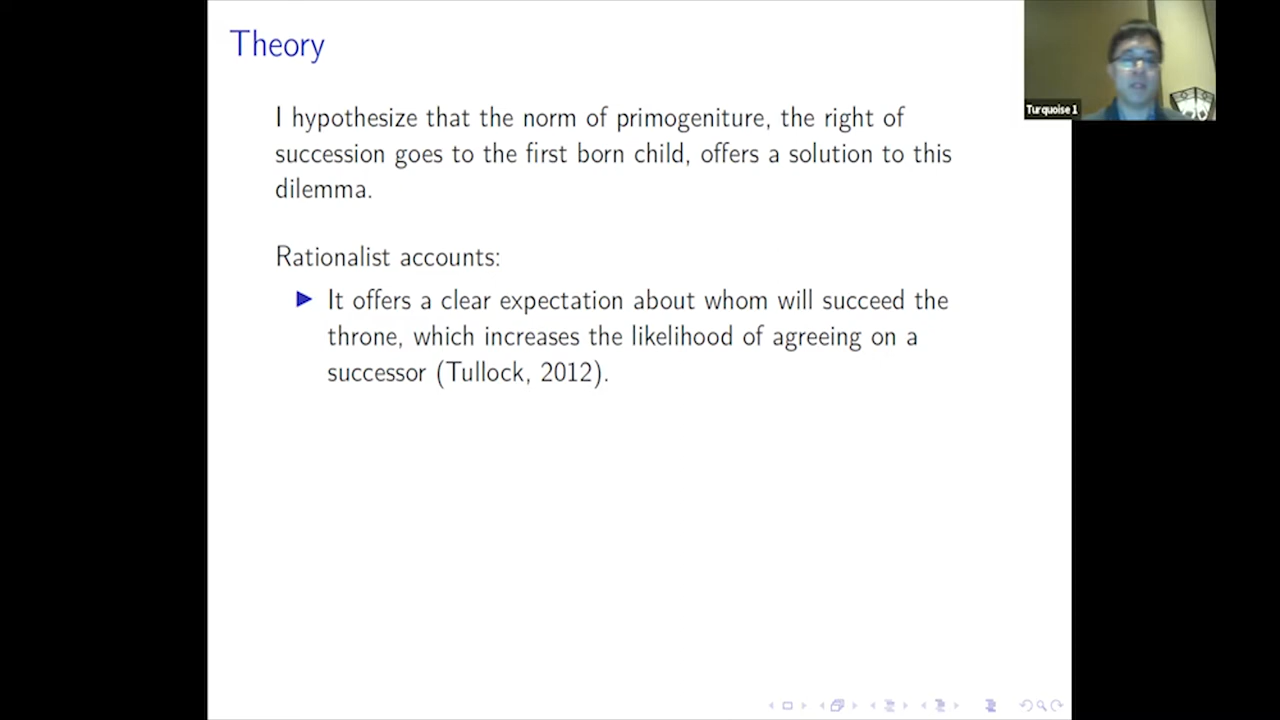 Theory
I hypothesize that the norm of primogeniture, the right of
succession goes to the first born child, offers a solution to this
dilemma.
Rationalist accounts:
It offers a clear expectation about whom will succeed the
throne, which increases the likelihood of agreeing on a
successor (Tullock, 2012).
Turquoise 1